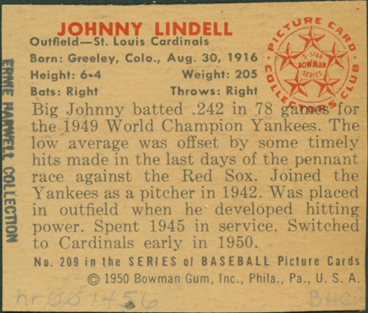 JOHNNY LINDELL
Outfield—St. Louis Cardinals
Born: Greeley, Colo., Aug. 30, 1916
Height: 6-4 Weight: 205
Bats: Right Throws: Right
PICTURE CARD
5-STAR
BOWMAN
SERIES
COLLECTORS CLUB
Big Johnny batted .242 in 78 games for
the 1949 World Champion Yankees. The
low average was offset by some timely
hits made in the last days of the pennant
race against the Red Sox. Joined the
Yankees as a pitcher in 1942. Was placed
in outfield when he developed hitting
power. Spent 1945 in service. Switched
to Cardinals early in 1950.
No. 209 in the SERIES of BASEBALL Picture Cards
© 1950 Bowman Gum, Inc., Phila., Pa., U. S. A.
ERNIE HARWELL COLLECTION
BHC